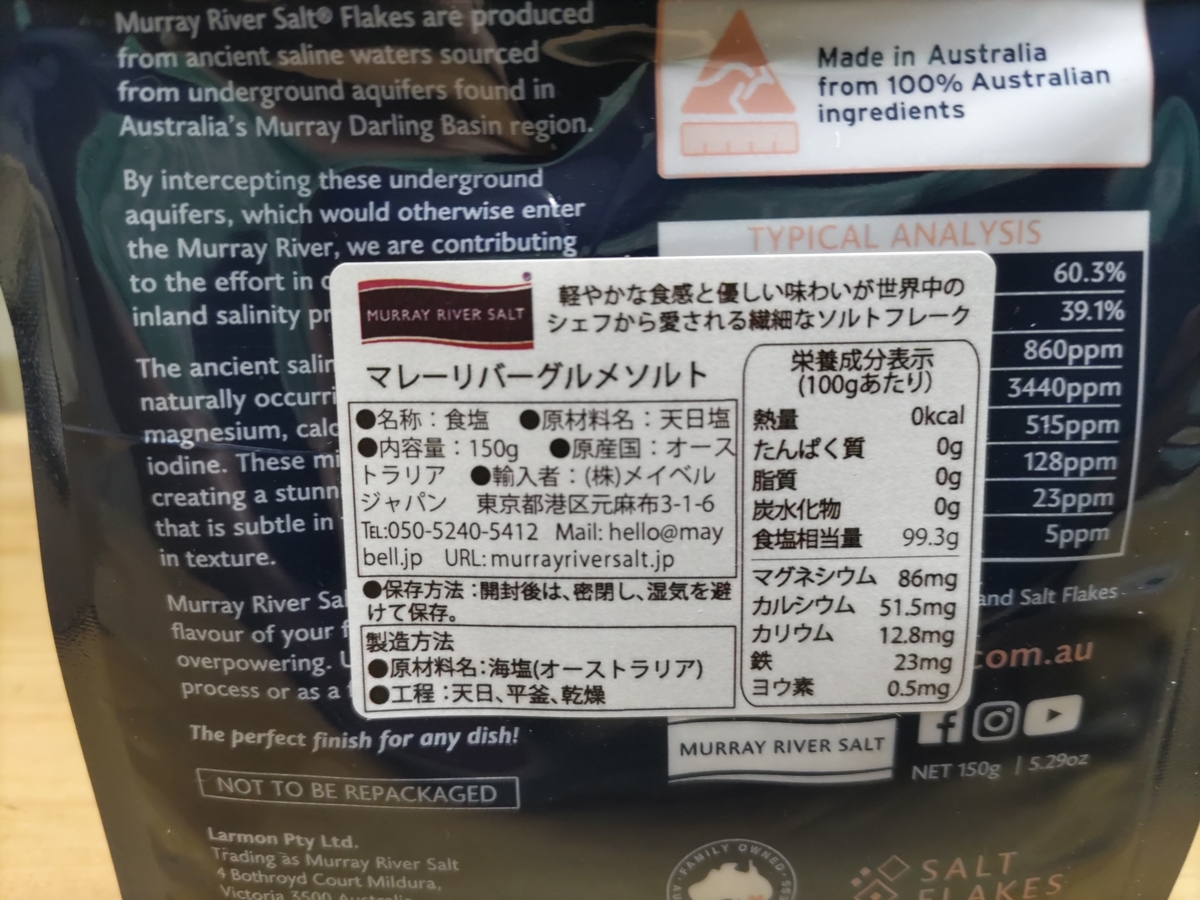 Murray River Salt® Flakes are produced
from ancient saline waters sourced
from underground aquifers found in
Australia's Murray Darling Basin region.
By intercepting these underground
aquifers, which would otherwise enter
the Murray River, we are contributing
to the effort in
inland salinity
The ancient
naturally
magnesium,
iodine. These
creating a
that is subtle in
in texture.
Murray River
flavour of your
overpowering.
process or as a
The perfect finish for any dish!
NOT TO BE REPACKAGED
Larmon Pty Ltd.
Trading as Murray River Salt
4 Bothroyd Court Mildura,
Victoria 3500 Australia
Made in Australia
from 100% Australian
ingredients
TYPICAL ANALYSIS
60.3%
39.1%
860ppm
3440ppm
515ppm
128ppm
23ppm
5ppm
and Salt Flakes
.com.au
MURRAY RIVER SALT
軽やかな食感と優しい味わいが世界中の
シェフから愛される繊細なソルトフレーク
マレーリバーグルメソルト
●名称：食塩 ●原材料名：天日塩
●内容量：150g ●原産国：オース
トラリア ●輸入者：(株)メイベル
ジャパン 東京都港区元麻布3-1-6
TEL:050-5240-5412 Mail: hello@may
bell.jp URL: murrayriversalt.jp
●保存方法：開封後は、密閉し、湿気を避
けて保存。
製造方法
●原材料名：海塩(オーストラリア)
●工程：天日、平釜、乾燥
栄養成分表示
(100gあたり)
熱量 0kcal
たんぱく質 0g
脂質 0g
炭水化物 0g
食塩相当量 99.3g
マグネシウム 86mg
カルシウム 51.5mg
カリウム 12.8mg
鉄 23mg
ヨウ素 0.5mg
MURRAY RIVER SALT
NET 150g | 5.29oz
FAMILY OWNED
SALT
FLAKES